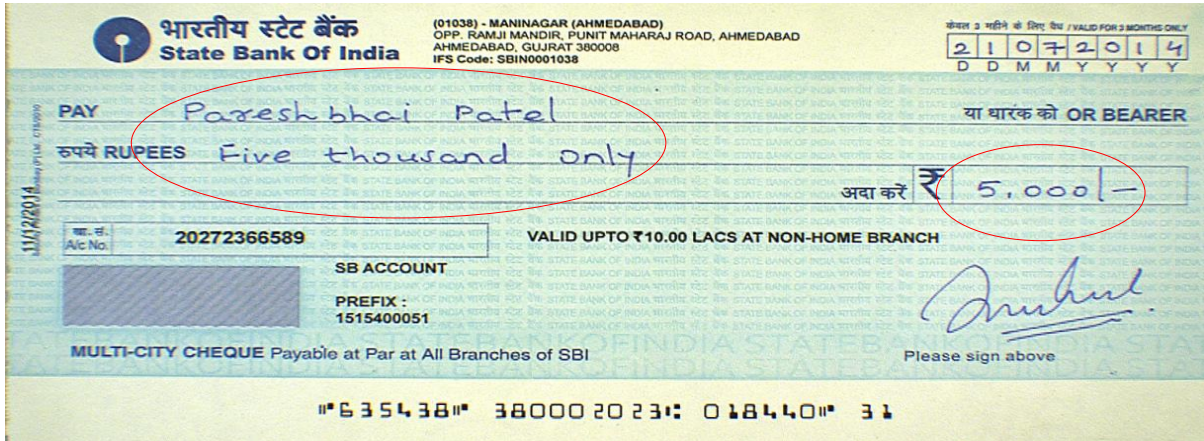 भारतीय स्टेट बैंक
State Bank Of India
(01038) - MANINAGAR (AHMEDABAD)
OPP. RAMJI MANDIR, PUNIT MAHARAJ ROAD, AHMEDABAD
AHMEDABAD, GUJRAT 380008
IFS Code: SBIN0001038
केवल 3 महीने के लिए वैध / VALID FOR 3 MONTHS ONLY
2 1 0 7 2 0 1 4
D D M M Y Y Y Y
PAY Pareshbhai Patel या धारक को OR BEARER
रुपये RUPEES Five thousand only
अदा करें ₹ 5,000/-
11/12/2014
खा. सं.
A/c No. 20272366589
VALID UPTO ₹10.00 LACS AT NON-HOME BRANCH
SB ACCOUNT
PREFIX :
1515400051
MULTI-CITY CHEQUE Payable at Par at All Branches of SBI
Please sign above
⑈635438⑈ 380002023⑆ 018440⑈ 31